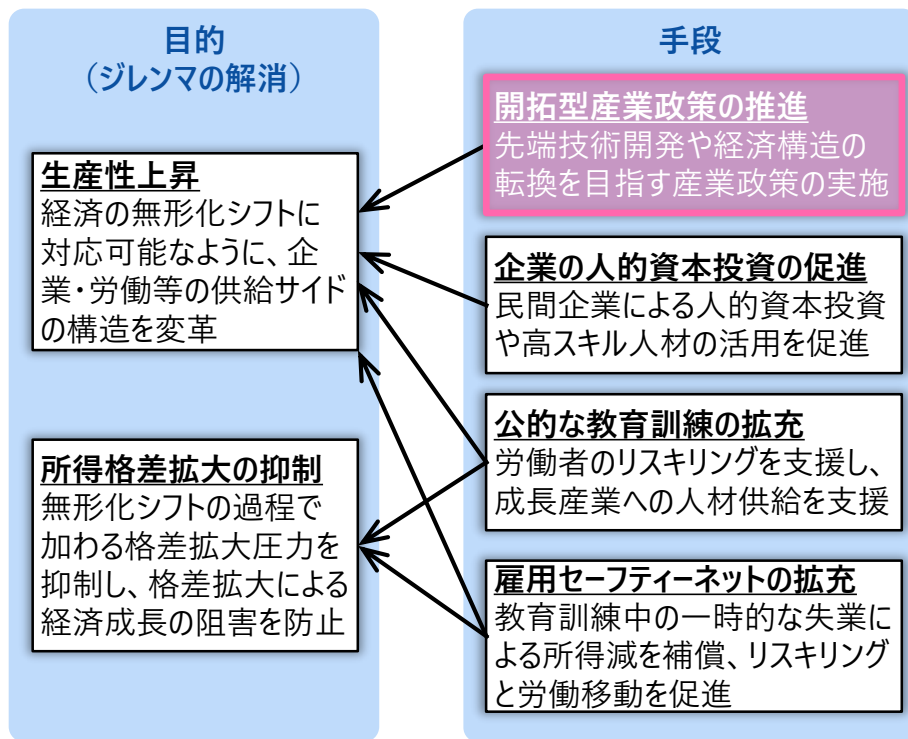 目的
（ジレンマの解消）
生産性上昇
経済の無形化シフトに
対応可能なように、企
業・労働等の供給サイド
の構造を変革
所得格差拡大の抑制
無形化シフトの過程で
加わる格差拡大圧力を
抑制し、格差拡大による
経済成長の阻害を防止
手段
開拓型産業政策の推進
先端技術開発や経済構造の
転換を目指す産業政策の実施
企業の人的資本投資の促進
民間企業による人的資本投資
や高スキル人材の活用を促進
公的な教育訓練の拡充
労働者のリスキリングを支援し、
成長産業への人材供給を支援
雇用セーフティーネットの拡充
教育訓練中の一時的な失業に
よる所得減を補償、リスキリング
と労働移動を促進